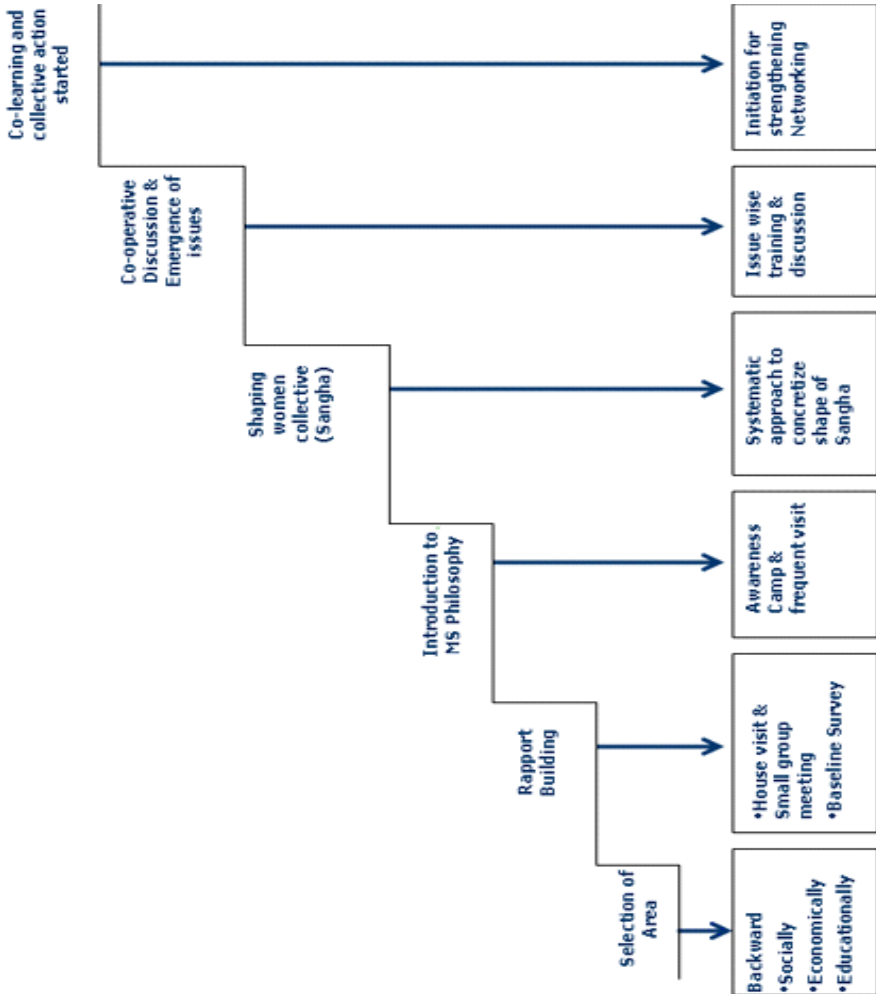 Selection of
Area
Rapport
Building
Introduction to
MS Philosophy
Shaping
women
collective
(Sangha)
Co-operative
Discussion &
Emergence of
issues
Co-learning and
collective action
started
Backward
•Socially
•Economically
•Educationally
•House visit &
Small group
meeting
•Baseline Survey
Awareness
Camp &
frequent visit
Systematic
approach to
concretize
shape of
Sangha
Issue wise
training &
discussion
Initiation for
strengthening
Networking